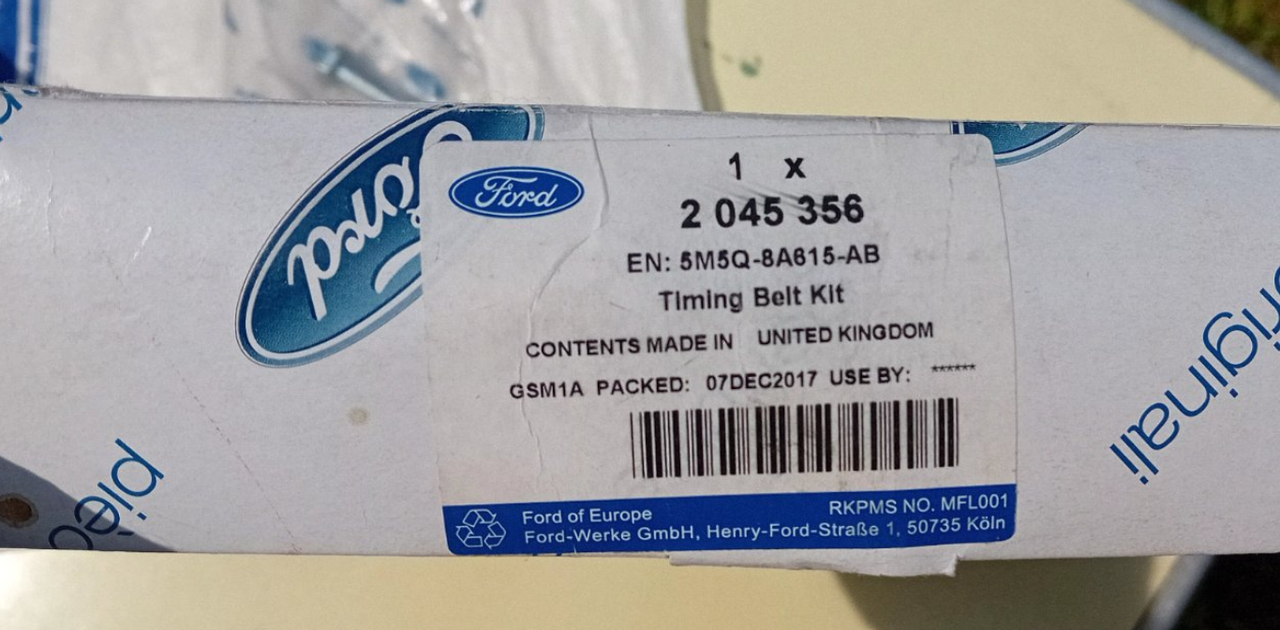 Ford
Ford
1 x
2 045 356
EN: 5M5Q-8A615-AB
Timing Belt Kit
CONTENTS MADE IN UNITED KINGDOM
GSM1A PACKED: 07DEC2017 USE BY: ******
RKPMS NO. MFL001
Ford of Europe
Ford-Werke GmbH, Henry-Ford-Straße 1, 50735 Köln